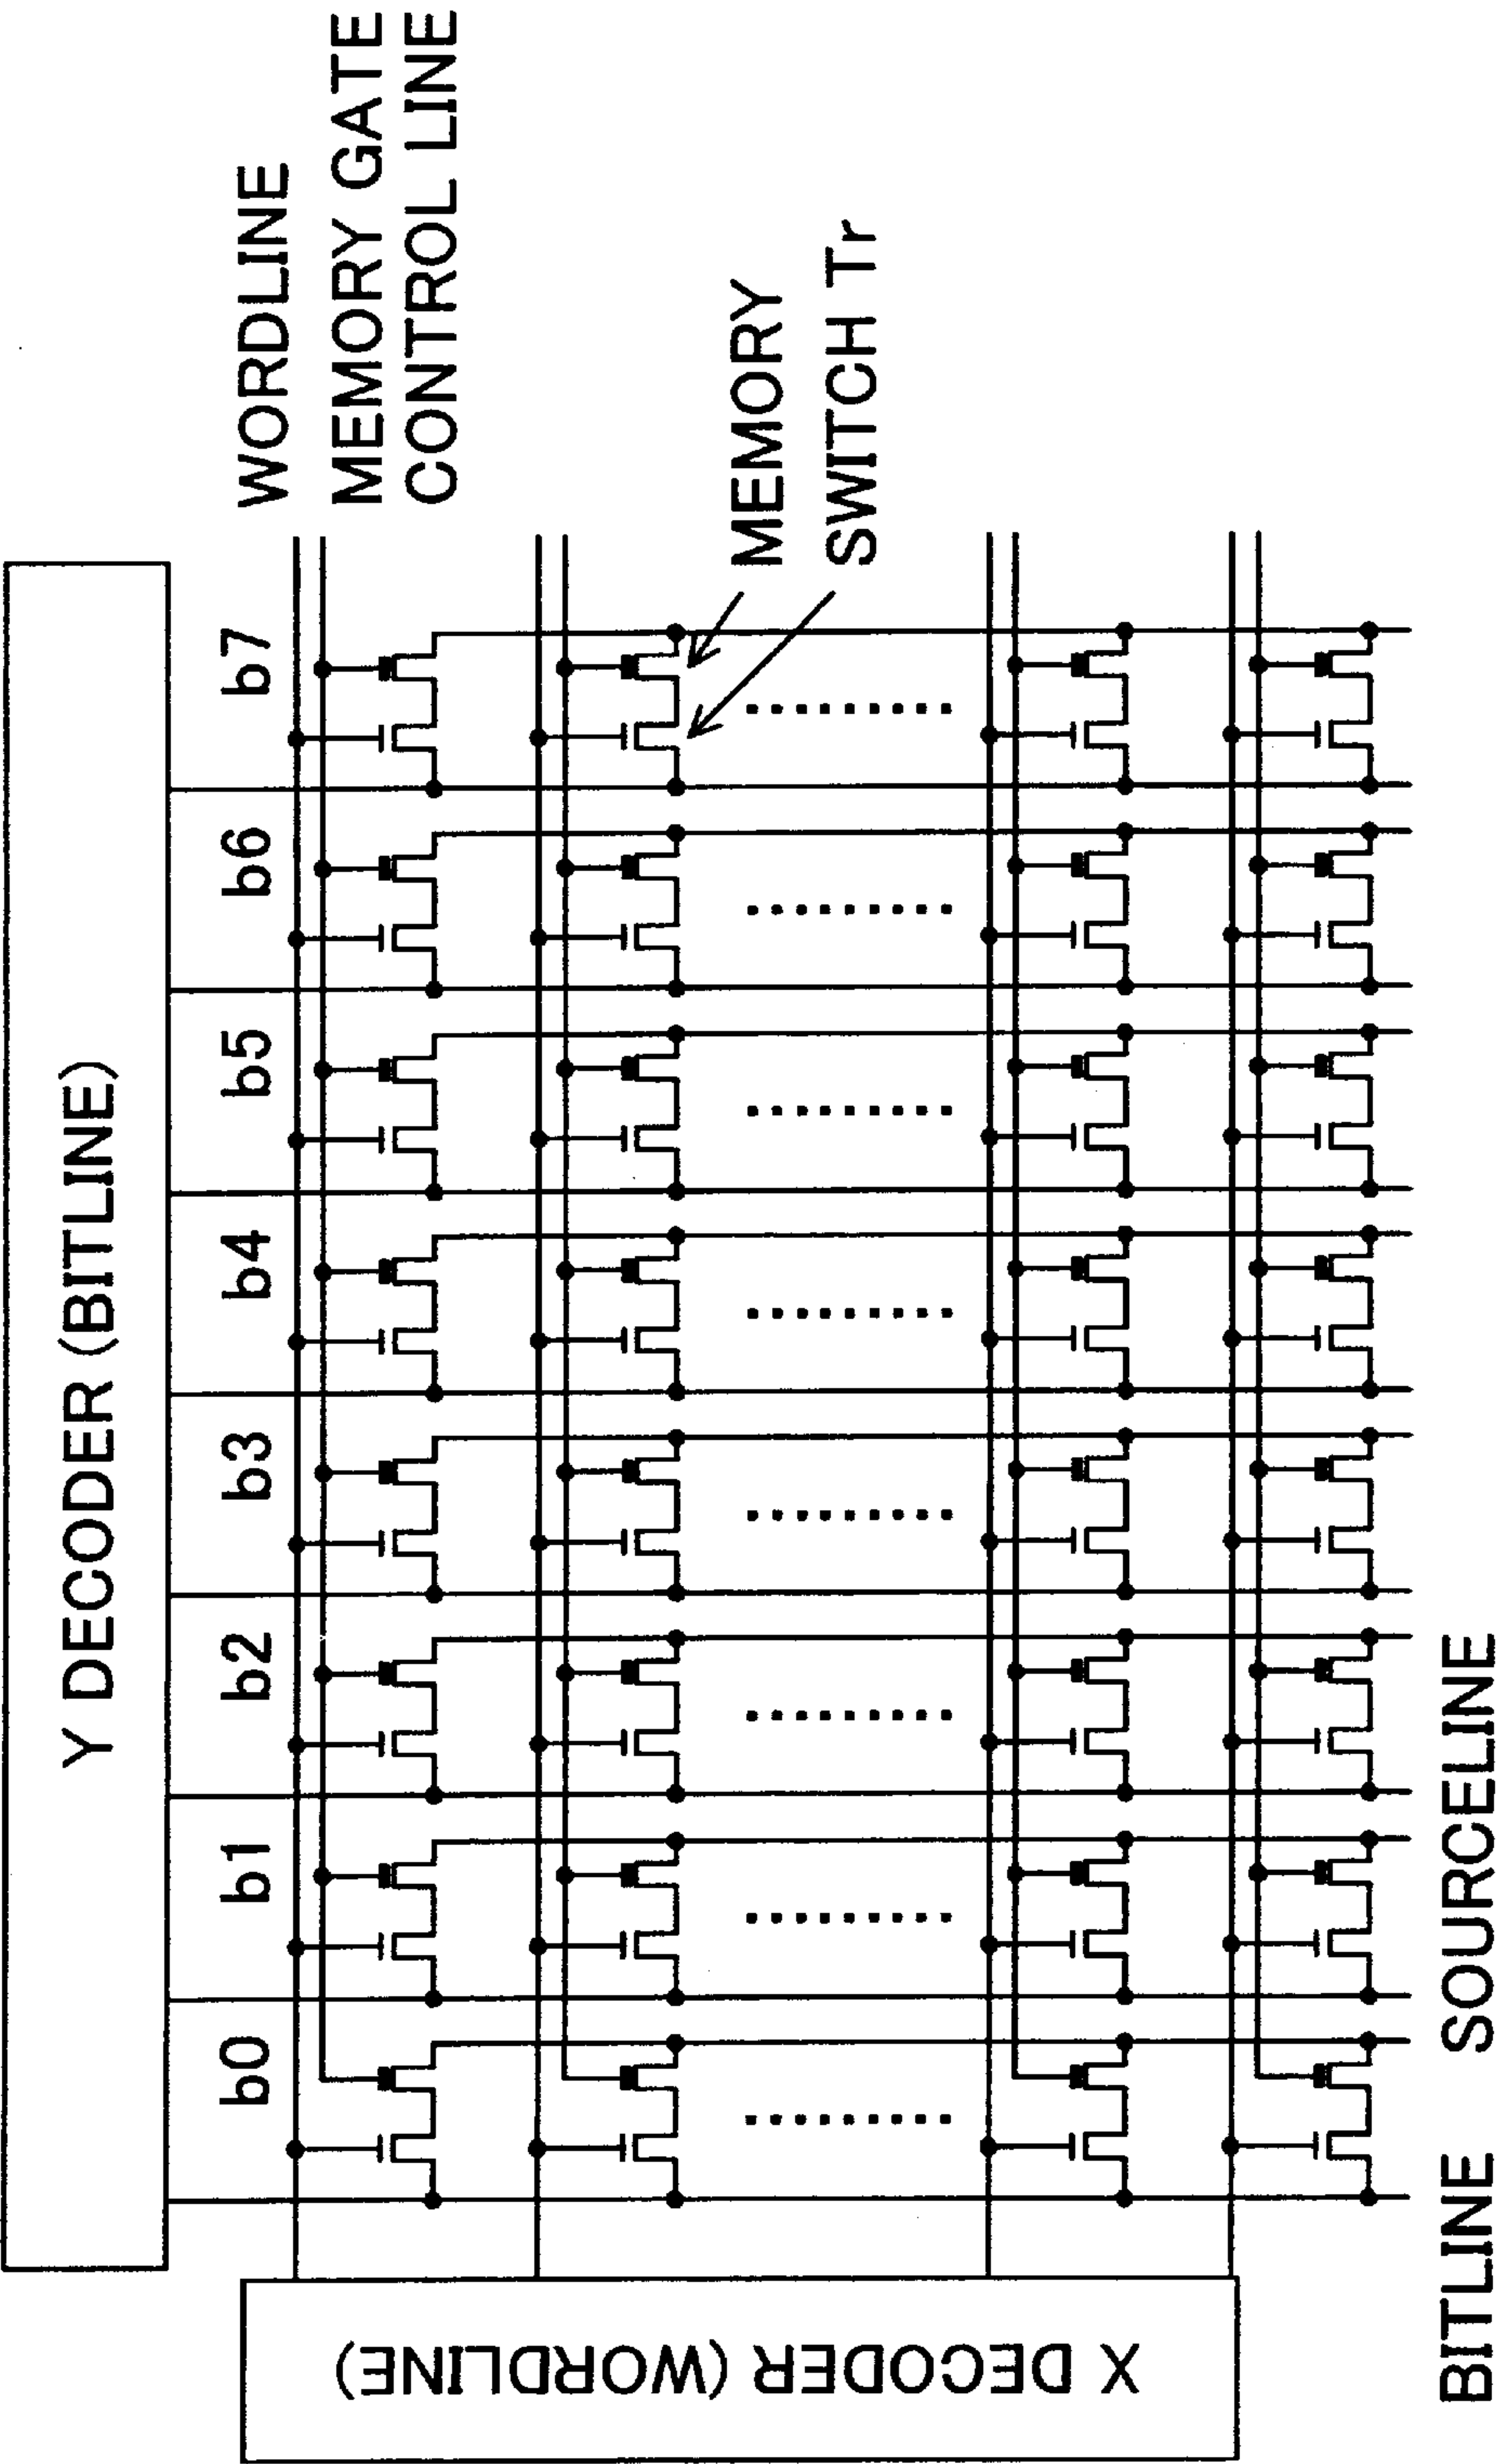 Y DECODER (BITLINE)
b0 b1 b2 b3 b4 b5 b6 b7
WORDLINE
MEMORY GATE
CONTROL LINE
MEMORY
SWITCH Tr
X DECODER (WORDLINE)
BITLINE SOURCELINE